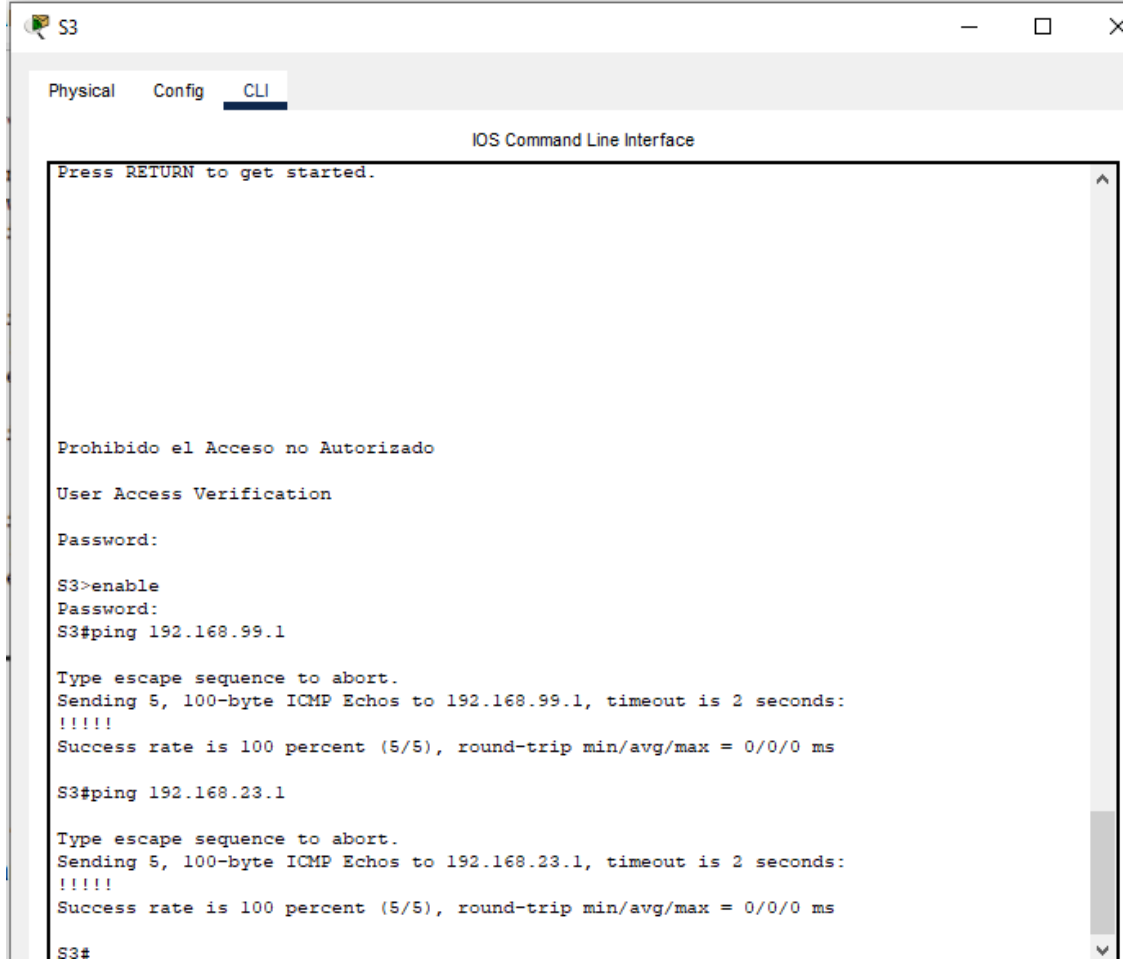 S3
Physical Config CLI
IOS Command Line Interface
Press RETURN to get started.
Prohibido el Acceso no Autorizado
User Access Verification
Password:
S3>enable
Password:
S3#ping 192.168.99.1
Type escape sequence to abort.
Sending 5, 100-byte ICMP Echos to 192.168.99.1, timeout is 2 seconds:
!!!!!
Success rate is 100 percent (5/5), round-trip min/avg/max = 0/0/0 ms
S3#ping 192.168.23.1
Type escape sequence to abort.
Sending 5, 100-byte ICMP Echos to 192.168.23.1, timeout is 2 seconds:
!!!!!
Success rate is 100 percent (5/5), round-trip min/avg/max = 0/0/0 ms
S3#